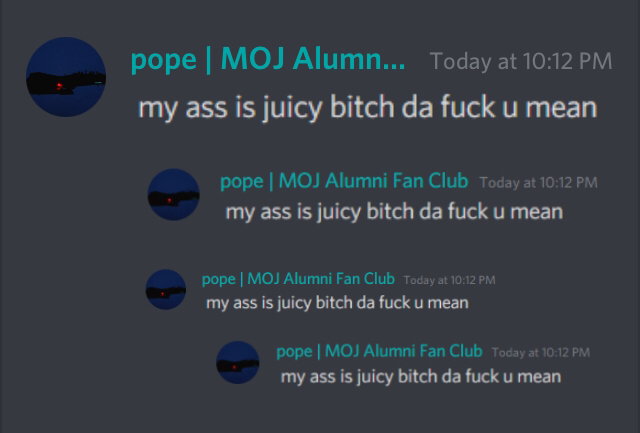 pope | MOJ Alumn... Today at 10:12 PM
my ass is juicy bitch da fuck u mean
pope | MOJ Alumni Fan Club Today at 10:12 PM
my ass is juicy bitch da fuck u mean
pope | MOJ Alumni Fan Club Today at 10:12 PM
my ass is juicy bitch da fuck u mean
pope | MOJ Alumni Fan Club Today at 10:12 PM
my ass is juicy bitch da fuck u mean